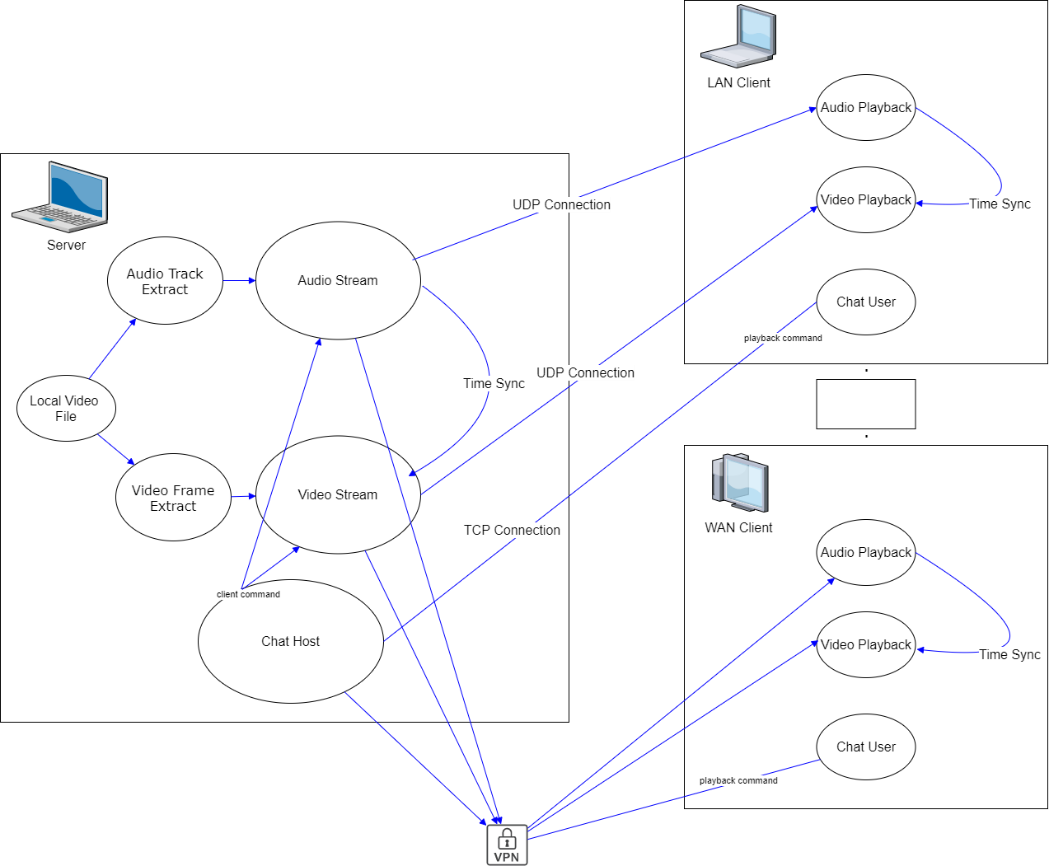 LAN Client
Audio Playback
Video Playback
Time Sync
UDP Connection
Server
Audio Track
Extract
Audio Stream
Chat User
playback command
UDP Connection
Time Sync
Local Video
File
Video Frame
Extract
Video Stream
TCP Connection
WAN Client
Audio Playback
client command
Chat Host
Video Playback
Time Sync
Chat User
playback command
VPN